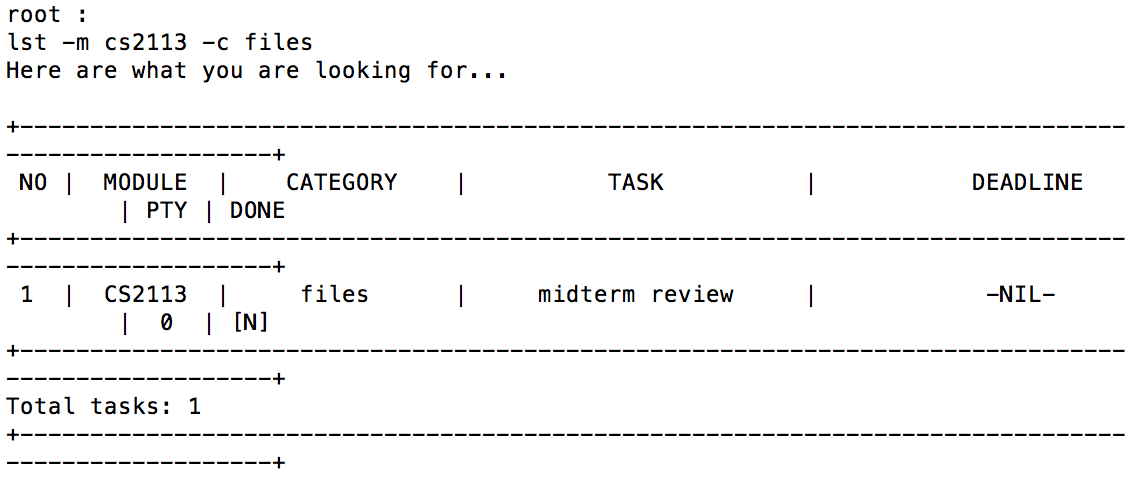 root :
lst -m cs2113 -c files
Here are what you are looking for...
+-------------------------------------------------------------------------------
-------------------+
NO | MODULE | CATEGORY | TASK | DEADLINE
| PTY | DONE
+-------------------------------------------------------------------------------
-------------------+
1 | CS2113 | files | midterm review | -NIL-
| 0 | [N]
+-------------------------------------------------------------------------------
-------------------+
Total tasks: 1
+-------------------------------------------------------------------------------
-------------------+